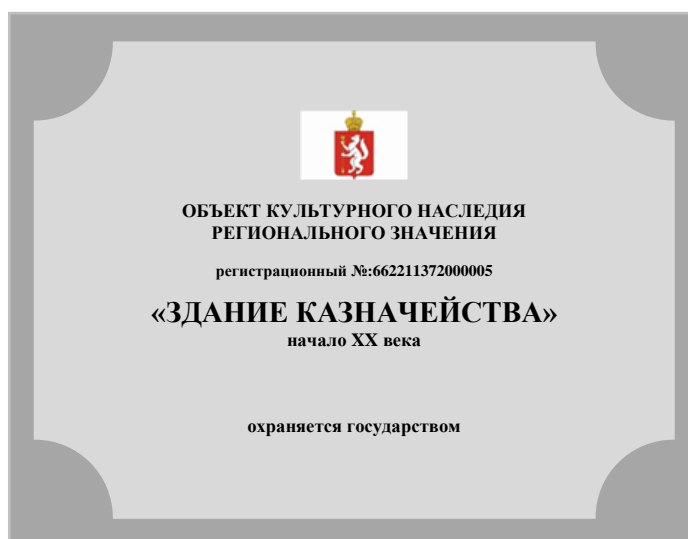 ОБЪЕКТ КУЛЬТУРНОГО НАСЛЕДИЯ
РЕГИОНАЛЬНОГО ЗНАЧЕНИЯ
регистрационный №:662211372000005
«ЗДАНИЕ КАЗНАЧЕЙСТВА»
начало XX века
охраняется государством